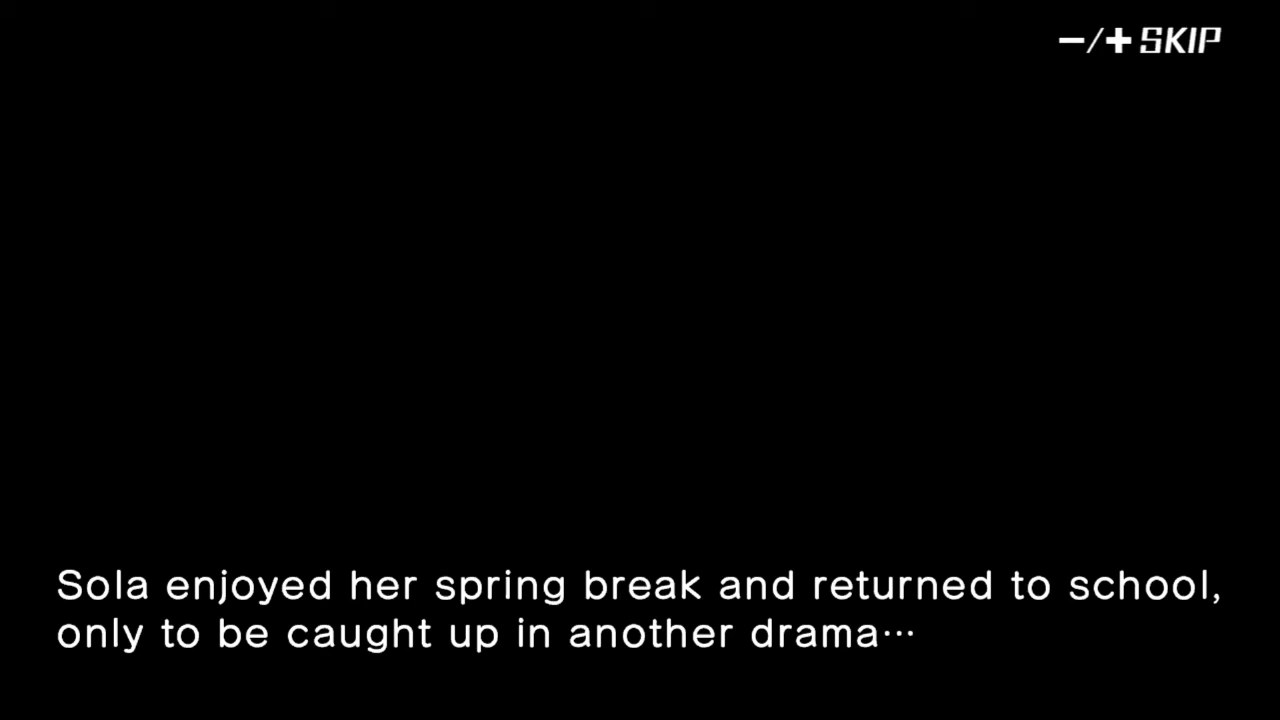 −/+ SKIP
Sola enjoyed her spring break and returned to school,
only to be caught up in another drama⋯